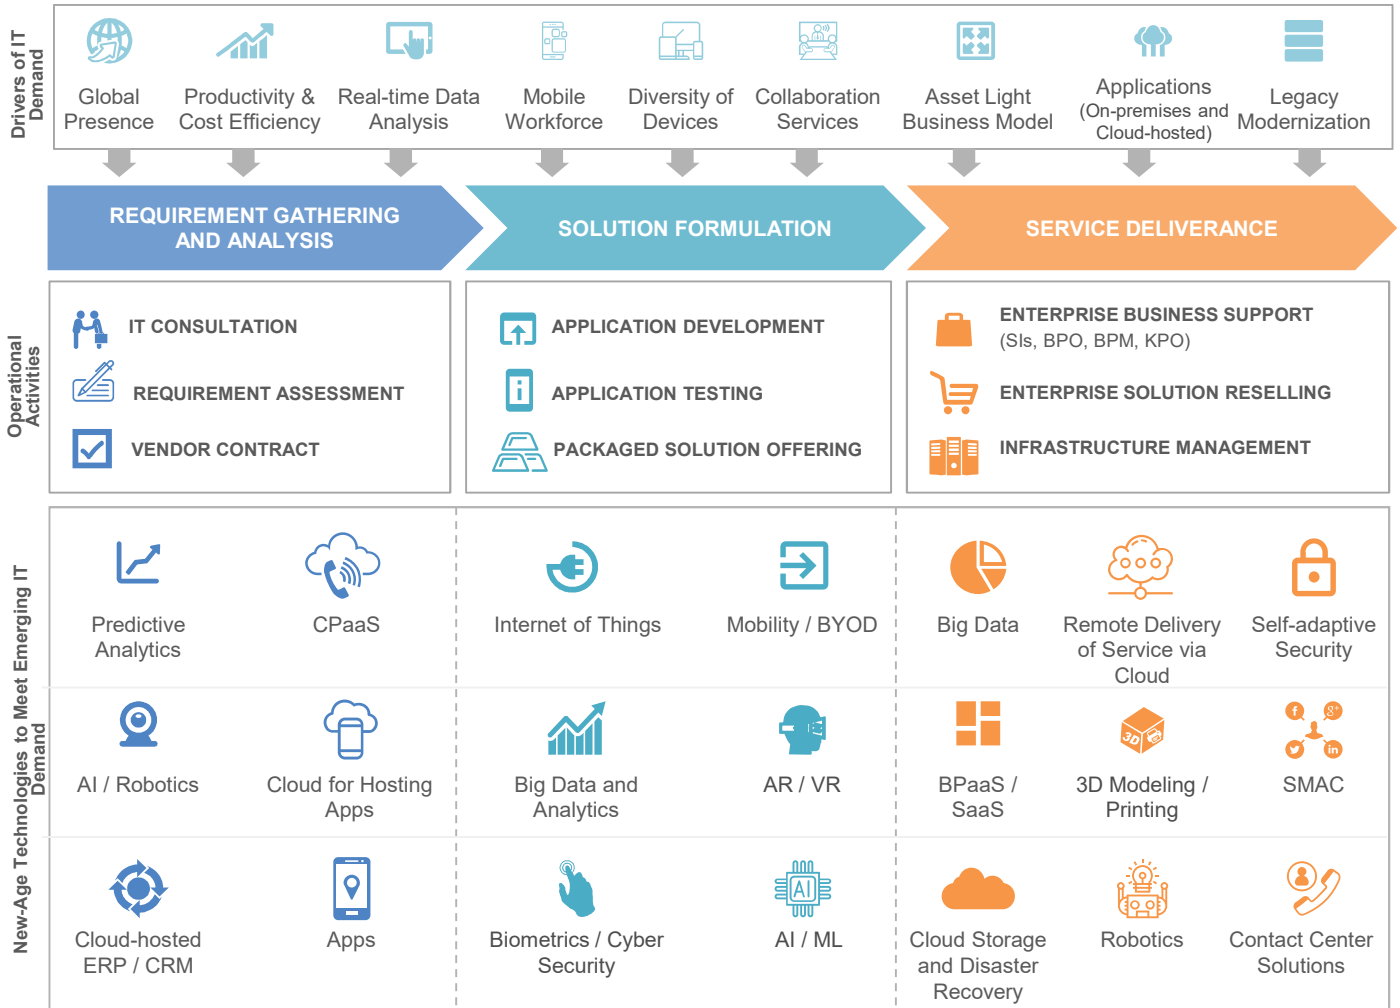 Drivers of IT
Demand
Global
Presence
Productivity &
Cost Efficiency
Real-time Data
Analysis
Mobile
Workforce
Diversity of
Devices
Collaboration
Services
Asset Light
Business Model
Applications
(On-premises and
Cloud-hosted)
Legacy
Modernization
REQUIREMENT GATHERING
AND ANALYSIS
SOLUTION FORMULATION
SERVICE DELIVERANCE
Operational
Activities
IT CONSULTATION
REQUIREMENT ASSESSMENT
VENDOR CONTRACT
APPLICATION DEVELOPMENT
APPLICATION TESTING
PACKAGED SOLUTION OFFERING
ENTERPRISE BUSINESS SUPPORT
(SIs, BPO, BPM, KPO)
ENTERPRISE SOLUTION RESELLING
INFRASTRUCTURE MANAGEMENT
New-Age Technologies to Meet Emerging IT
Demand
Predictive
Analytics
CPaaS
Internet of Things
Mobility / BYOD
Big Data
Remote Delivery
of Service via
Cloud
Self-adaptive
Security
AI / Robotics
Cloud for Hosting
Apps
Big Data and
Analytics
AR / VR
BPaaS /
SaaS
3D
3D Modeling /
Printing
f
g+
in
SMAC
Cloud-hosted
ERP / CRM
Apps
Biometrics / Cyber
Security
AI
AI / ML
Cloud Storage
and Disaster
Recovery
Robotics
Contact Center
Solutions